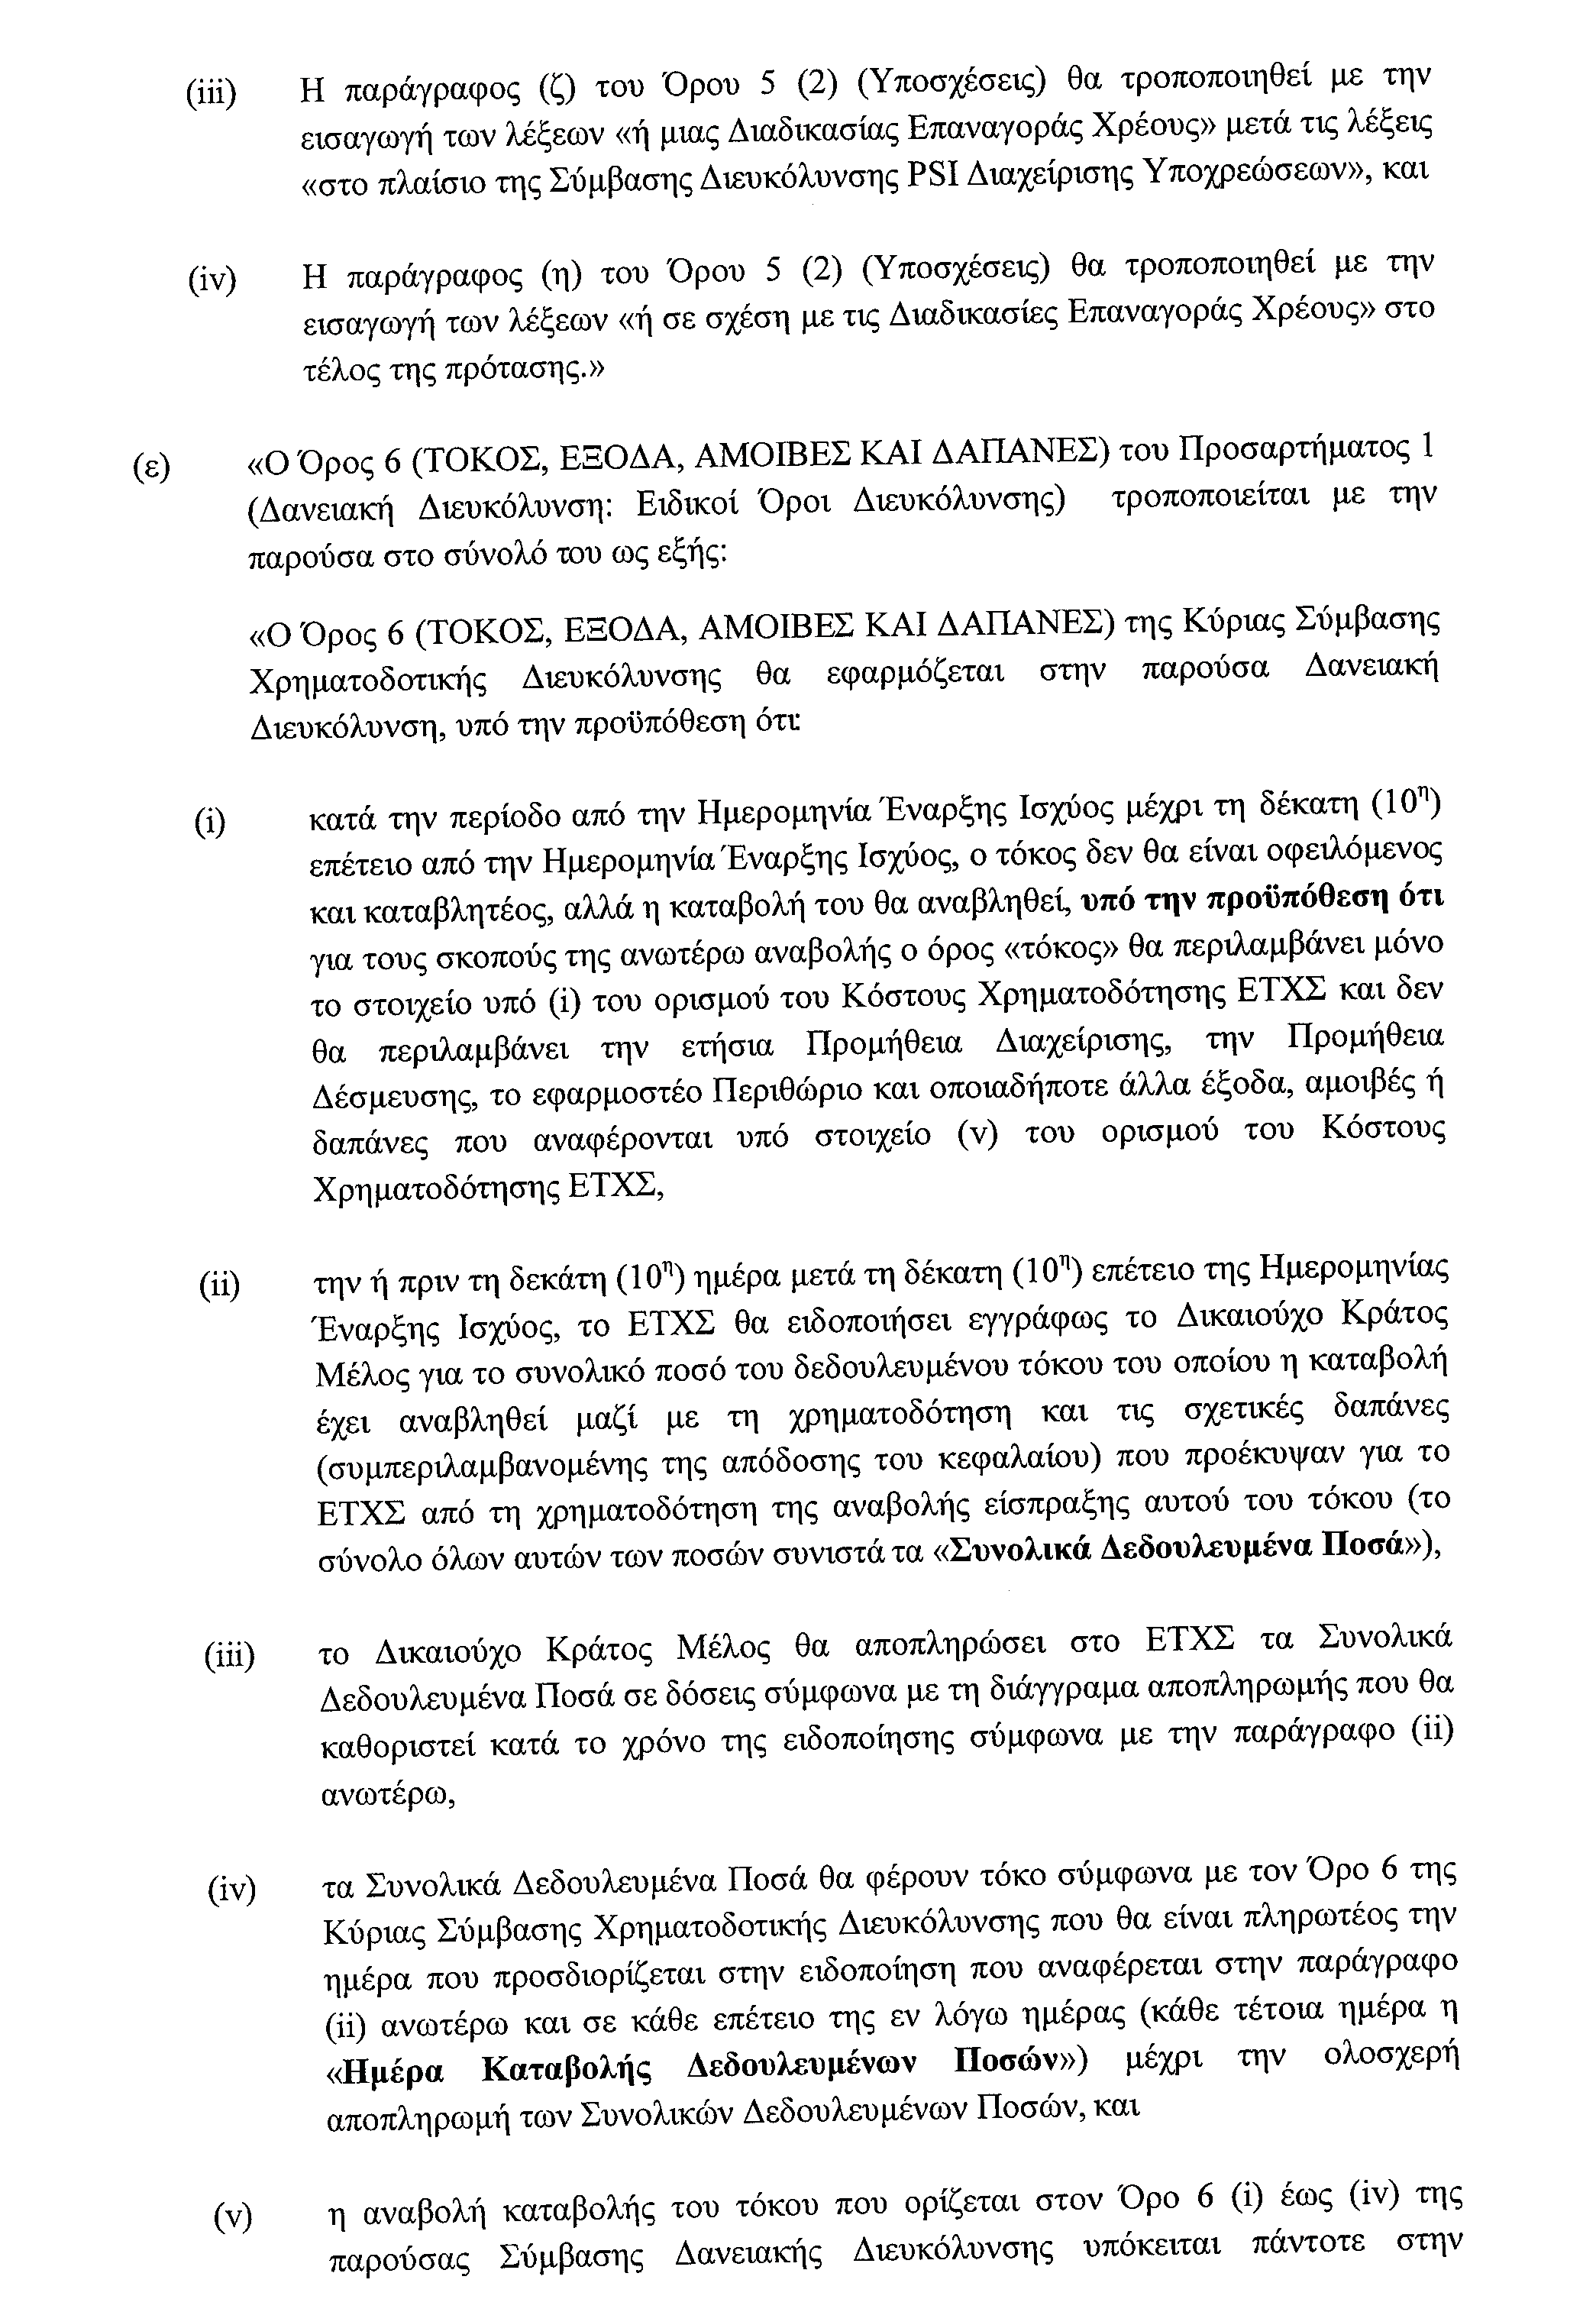 (iii) Η παράγραφος (ζ) του Όρου 5 (2) (Υποσχέσεις) θα τροποποιηθεί με την
εισαγωγή των λέξεων «ή μιας Διαδικασίας Επαναγοράς Χρέους» μετά τις λέξεις
«στο πλαίσιο της Σύμβασης Διευκόλυνσης PSI Διαχείρισης Υποχρεώσεων», και
(iv) Η παράγραφος (η) του Όρου 5 (2) (Υποσχέσεις) θα τροποποιηθεί με την
εισαγωγή των λέξεων «ή σε σχέση με τις Διαδικασίες Επαναγοράς Χρέους» στο
τέλος της πρότασης.»
(ε) «Ο Όρος 6 (ΤΟΚΟΣ, ΕΞΟΔΑ, ΑΜΟΙΒΕΣ ΚΑΙ ΔΑΠΑΝΕΣ) του Προσαρτήματος 1
(Δανειακή Διευκόλυνση: Ειδικοί Όροι Διευκόλυνσης) τροποποιείται με την
παρούσα στο σύνολό του ως εξής:
«Ο Όρος 6 (ΤΟΚΟΣ, ΕΞΟΔΑ, ΑΜΟΙΒΕΣ ΚΑΙ ΔΑΠΑΝΕΣ) της Κύριας Σύμβασης
Χρηματοδοτικής Διευκόλυνσης θα εφαρμόζεται στην παρούσα Δανειακή
Διευκόλυνση, υπό την προϋπόθεση ότι:
(i) κατά την περίοδο από την Ημερομηνία Έναρξης Ισχύος μέχρι τη δέκατη (10η)
επέτειο από την Ημερομηνία Έναρξης Ισχύος, ο τόκος δεν θα είναι οφειλόμενος
και καταβλητέος, αλλά η καταβολή του θα αναβληθεί, υπό την προϋπόθεση ότι
για τους σκοπούς της ανωτέρω αναβολής ο όρος «τόκος» θα περιλαμβάνει μόνο
το στοιχείο υπό (i) του ορισμού του Κόστους Χρηματοδότησης ΕΤΧΣ και δεν
θα περιλαμβάνει την ετήσια Προμήθεια Διαχείρισης, την Προμήθεια
Δέσμευσης, το εφαρμοστέο Περιθώριο και οποιαδήποτε άλλα έξοδα, αμοιβές ή
δαπάνες που αναφέρονται υπό στοιχείο (v) του ορισμού του Κόστους
Χρηματοδότησης ΕΤΧΣ,
(ii) την ή πριν τη δεκάτη (10η) ημέρα μετά τη δέκατη (10η) επέτειο της Ημερομηνίας
Έναρξης Ισχύος, το ΕΤΧΣ θα ειδοποιήσει εγγράφως το Δικαιούχο Κράτος
Μέλος για το συνολικό ποσό του δεδουλευμένου τόκου του οποίου η καταβολή
έχει αναβληθεί μαζί με τη χρηματοδότηση και τις σχετικές δαπάνες
(συμπεριλαμβανομένης της απόδοσης του κεφαλαίου) που προέκυψαν για το
ΕΤΧΣ από τη χρηματοδότηση της αναβολής είσπραξης αυτού του τόκου (το
σύνολο όλων αυτών των ποσών συνιστά τα «Συνολικά Δεδουλευμένα Ποσά»),
(iii) το Δικαιούχο Κράτος Μέλος θα αποπληρώσει στο ΕΤΧΣ τα Συνολικά
Δεδουλευμένα Ποσά σε δόσεις σύμφωνα με τη διάγραμμα αποπληρωμής που θα
καθοριστεί κατά το χρόνο της ειδοποίησης σύμφωνα με την παράγραφο (ii)
ανωτέρω,
(iv) τα Συνολικά Δεδουλευμένα Ποσά θα φέρουν τόκο σύμφωνα με τον Όρο 6 της
Κύριας Σύμβασης Χρηματοδοτικής Διευκόλυνσης που θα είναι πληρωτέος την
ημέρα που προσδιορίζεται στην ειδοποίηση που αναφέρεται στην παράγραφο
(ii) ανωτέρω και σε κάθε επέτειο της εν λόγω ημέρας (κάθε τέτοια ημέρα η
«Ημέρα Καταβολής Δεδουλευμένων Ποσών») μέχρι την ολοσχερή
αποπληρωμή των Συνολικών Δεδουλευμένων Ποσών, και
(v) η αναβολή καταβολής του τόκου που ορίζεται στον Όρο 6 (i) έως (iv) της
παρούσας Σύμβασης Δανειακής Διευκόλυνσης υπόκειται πάντοτε στην